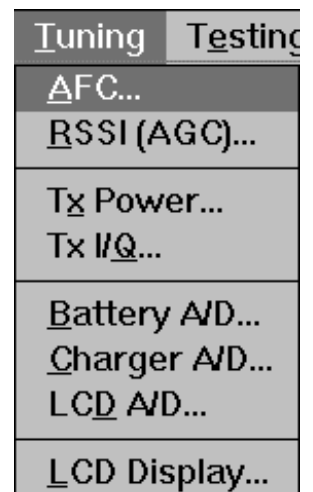 Tuning Testing
AFC...
RSSI (AGC)...
Tx Power...
Tx I/Q...
Battery A/D...
Charger A/D...
LCD A/D...
LCD Display...